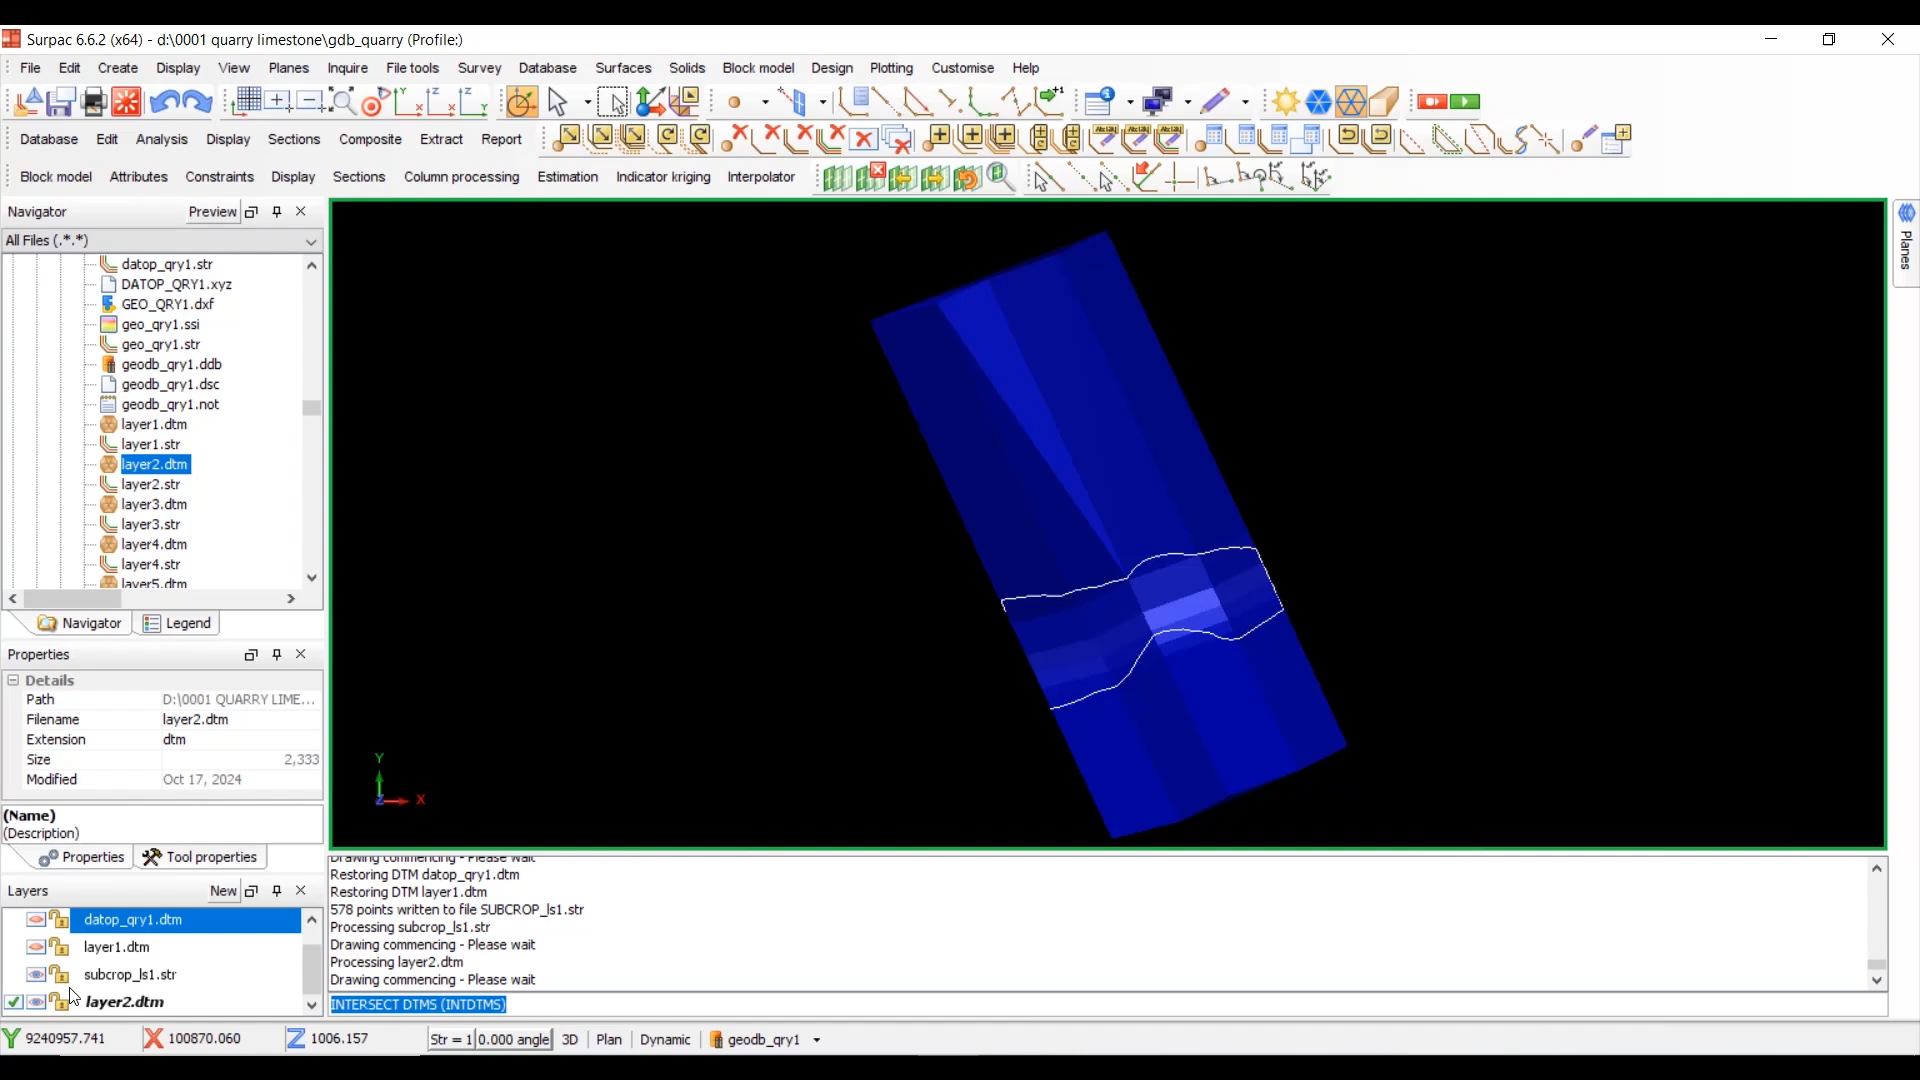 Surpac 6.6.2 (x64) - d:\0001 quarry limestone\gdb_quarry (Profile:)
File Edit Create Display View Planes Inquire File tools Survey Database Surfaces Solids Block model Design Plotting Customise Help
Database Edit Analysis Display Sections Composite Extract Report
Block model Attributes Constraints Display Sections Column processing Estimation Indicator kriging Interpolator
Navigator Preview
All Files (.*.*)
datop_qry1.str
DATOP_QRY1.xyz
GEO_QRY1.dxf
geo_qry1.ssi
geo_qry1.str
geodb_qry1.ddb
geodb_qry1.dsc
geodb_qry1.not
layer1.dtm
layer1.str
layer2.dtm
layer2.str
layer3.dtm
layer3.str
layer4.dtm
layer4.str
layer5.dtm
Navigator Legend
Properties
Details
Path D:\0001 QUARRY LIME...
Filename layer2.dtm
Extension dtm
Size 2,333
Modified Oct 17, 2024
(Name)
(Description)
Properties Tool properties
Layers New
datop_qry1.dtm
layer1.dtm
subcrop_ls1.str
layer2.dtm
Planes
Y
Z X
Drawing commencing - Please wait
Restoring DTM datop_qry1.dtm
Restoring DTM layer1.dtm
578 points written to file SUBCROP_ls1.str
Processing subcrop_ls1.str
Drawing commencing - Please wait
Processing layer2.dtm
Drawing commencing - Please wait
INTERSECT DTMS (INTDTMS)
Y 9240957.741 X 100870.060 Z 1006.157 Str = 1 0.000 angle 3D Plan Dynamic geodb_qry1